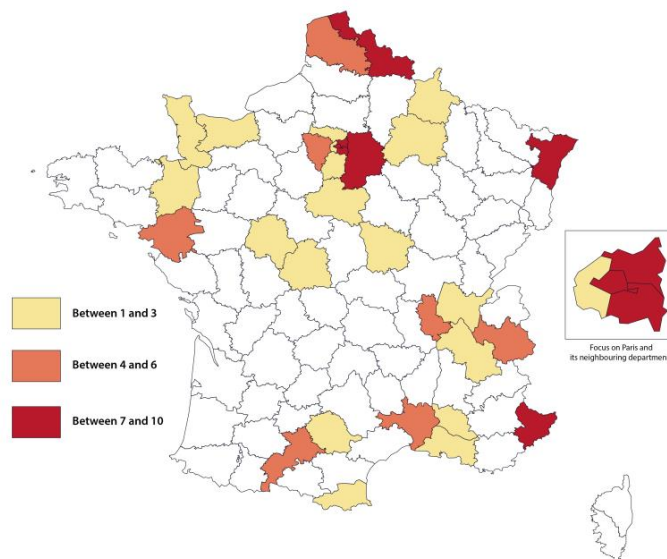 Between 1 and 3
Between 4 and 6
Between 7 and 10
Focus on Paris and
its neighbouring department